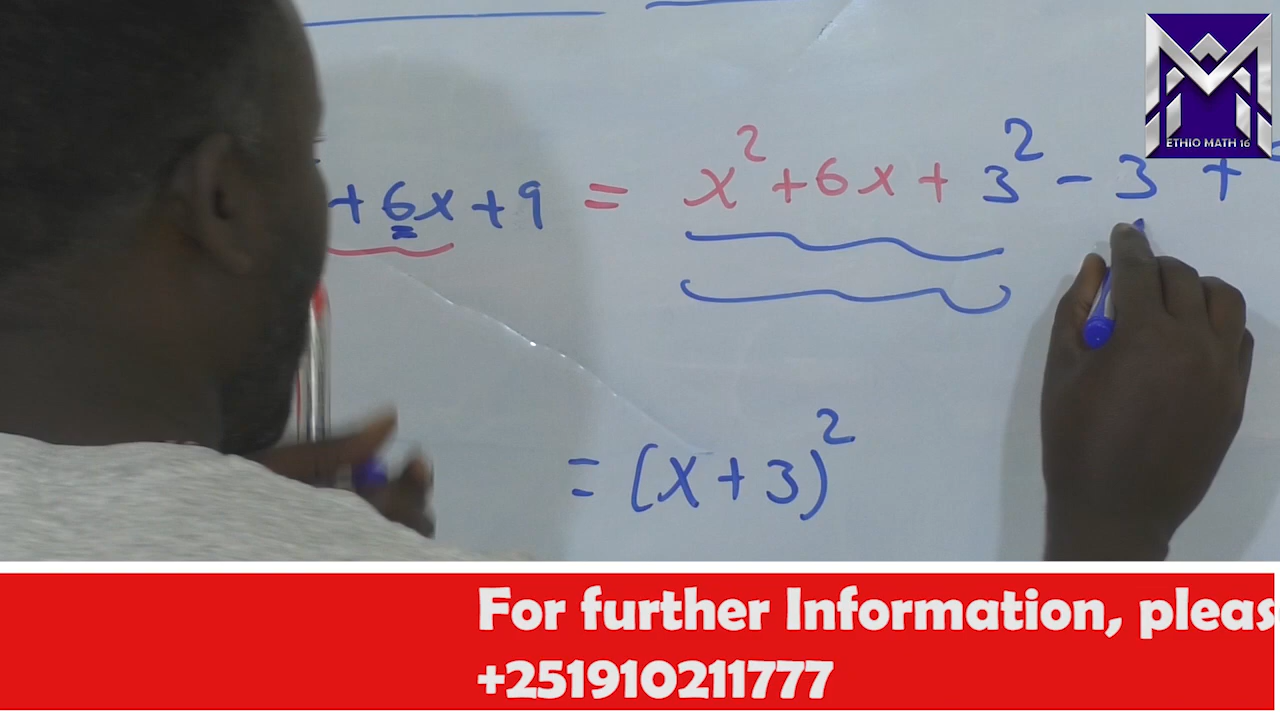 + 6x + 9 = x² + 6x + 3² - 3 +
= (x + 3)²
ETHIO MATH 16
For further Information, pleas
+251910211777